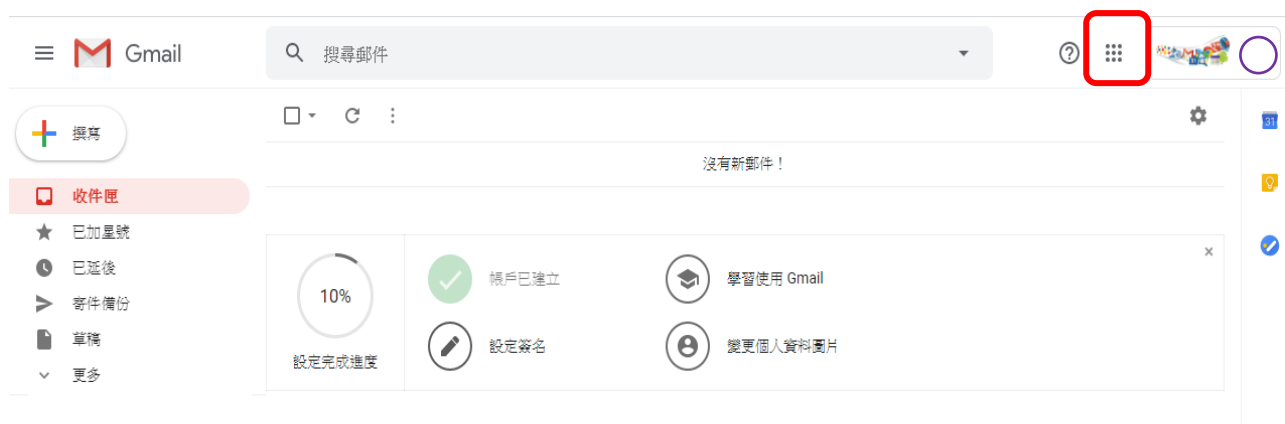 Gmail
搜尋郵件
撰寫
沒有新郵件！
收件匣
已加星號
已延後
寄件備份
草稿
更多
10%
設定完成進度
帳戶已建立
學習使用 Gmail
設定簽名
變更個人資料圖片
31